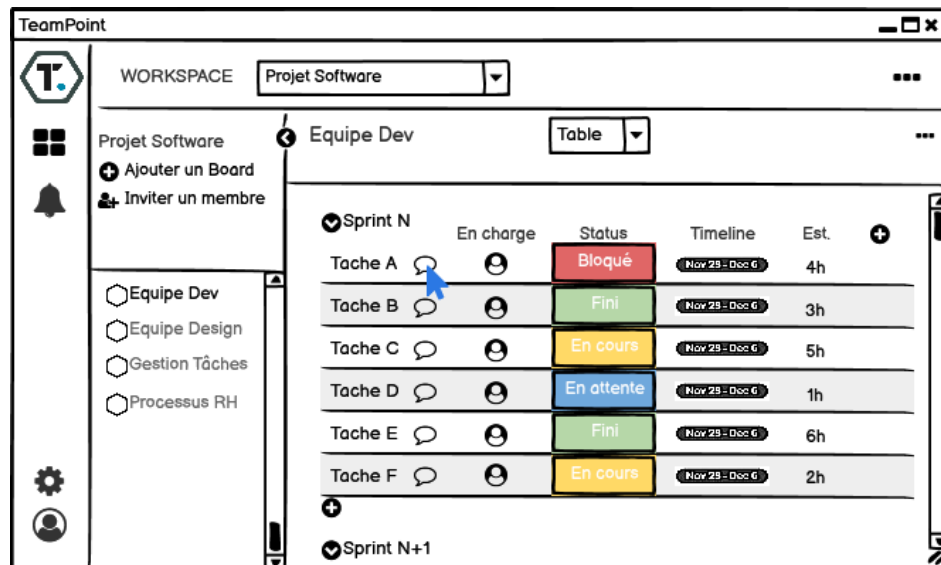 TeamPoint
T.
WORKSPACE Projet Software
Projet Software
Ajouter un Board
Inviter un membre
Equipe Dev
Equipe Design
Gestion Tâches
Processus RH
Equipe Dev Table
Sprint N
En charge Status Timeline Est.
Tache A Bloqué Nov 29 - Dec 6 4h
Tache B Fini Nov 29 - Dec 6 3h
Tache C En cours Nov 29 - Dec 6 5h
Tache D En attente Nov 29 - Dec 6 1h
Tache E Fini Nov 29 - Dec 6 6h
Tache F En cours Nov 29 - Dec 6 2h
Sprint N+1